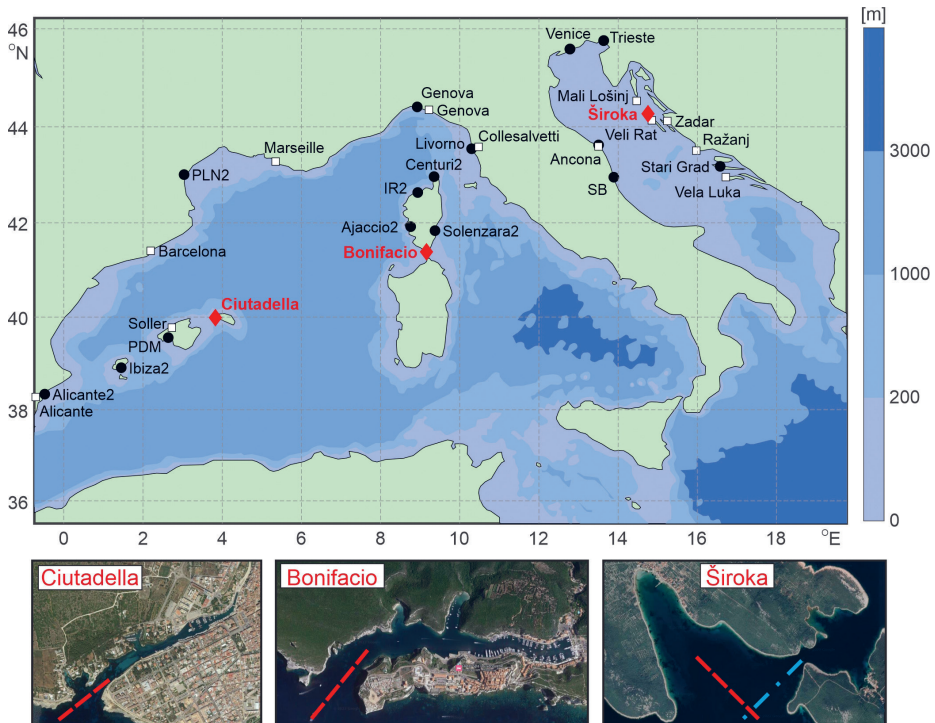 [m]
46
°N
44
42
40
38
36
Venice
Trieste
Mali Lošinj
Široka
Zadar
Veli Rat
Ražanj
Ancona
Stari Grad
SB
Vela Luka
Genova
Genova
Livorno
Collesalvetti
Centuri2
Marseille
PLN2
IR2
Ajaccio2
Solenzara2
Bonifacio
Barcelona
Ciutadella
Soller
PDM
Ibiza2
Alicante2
Alicante
3000
1000
200
0
0 2 4 6 8 10 12 14 16 18 °E
Ciutadella
Bonifacio
Široka